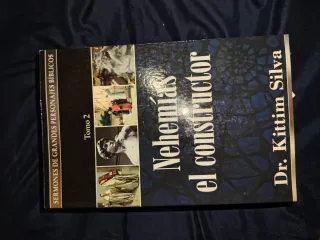 SERMONES DE GRANDES PERSONAJES BÍBLICOS
Tomo 2
Nehemías
el constructor
Dr. Kittim Silva